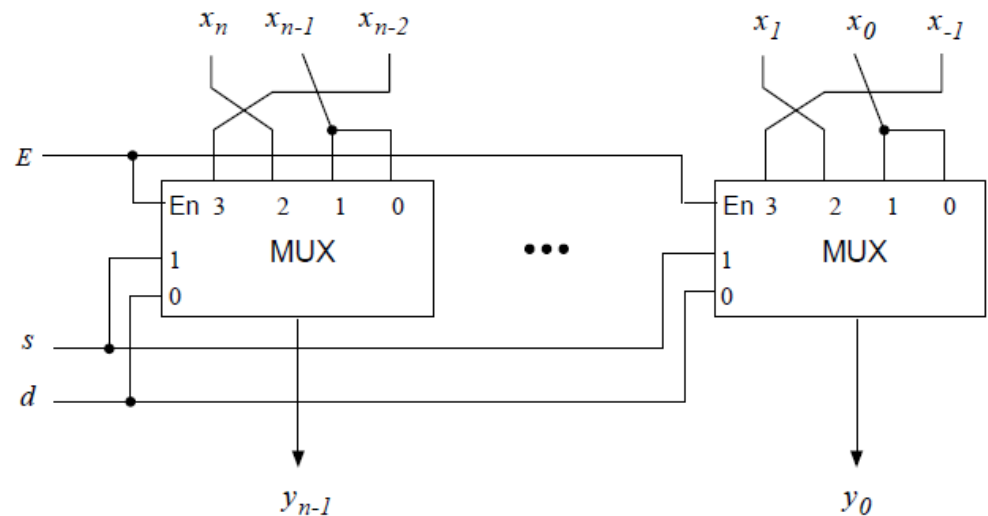 xₙ xₙ₋₁ xₙ₋₂ x₁ x₀ x₋₁
E
En 3 2 1 0 En 3 2 1 0
MUX ••• MUX
1 1
0 0
s
d
yₙ₋₁ y₀